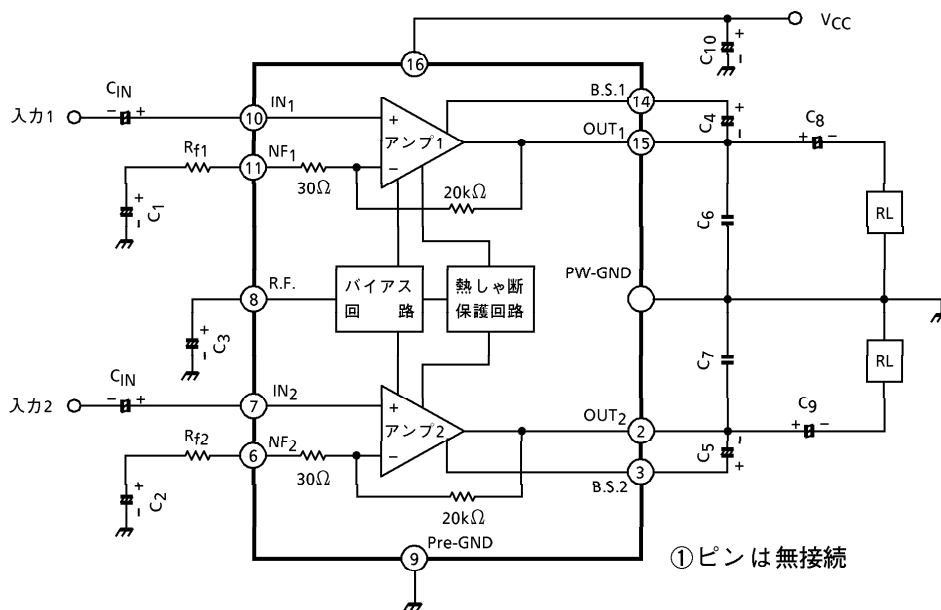 VCC
C10
+
-
16
CIN
入力1
- +
10
IN1
B.S.1
14
+
アンプ1
OUT1
15
C4
+
-
C8
+ -
Rf1
11
NF1
30Ω
-
20kΩ
C1
+
-
C6
RL
PW-GND
R.F.
8
バイアス
回 路
熱しゃ断
保護回路
C3
+
-
C7
RL
CIN
入力2
- +
7
IN2
+
アンプ2
OUT2
2
C9
+ -
Rf2
6
NF2
30Ω
-
3
B.S.2
C5
-
+
20kΩ
C2
+
-
Pre-GND
9
①ピンは無接続